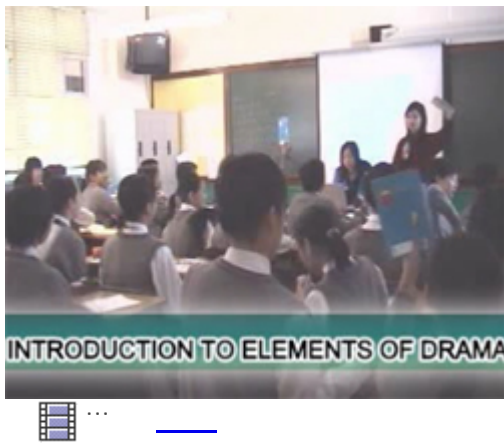 INTRODUCTION TO ELEMENTS OF DRAMA
...